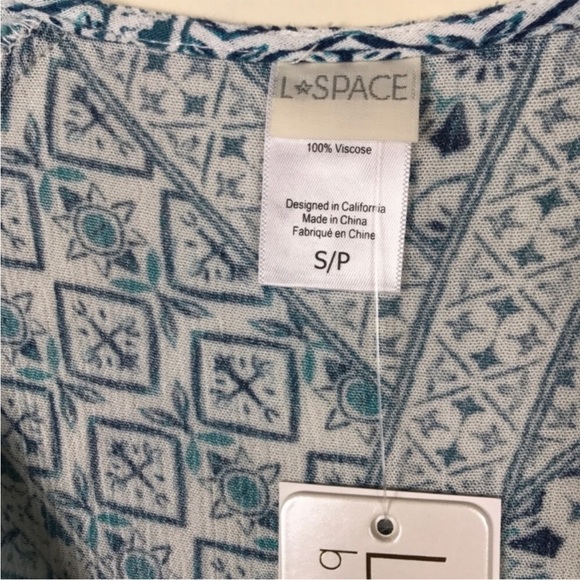 L★SPACE
100% Viscose
Designed in California
Made in China
Fabriqué en Chine
S/P